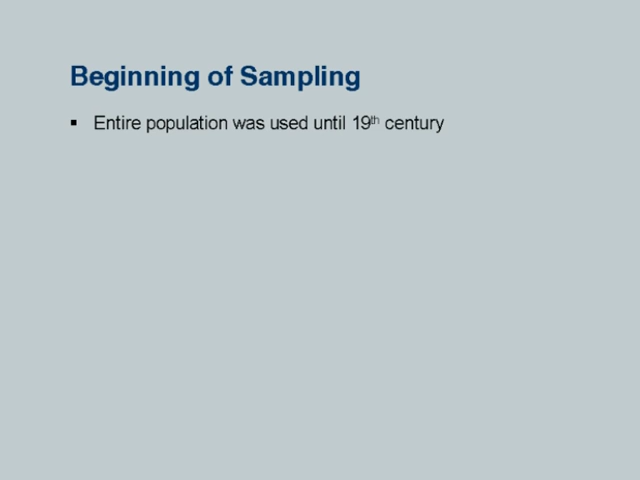 Beginning of Sampling
▪ Entire population was used until 19th century